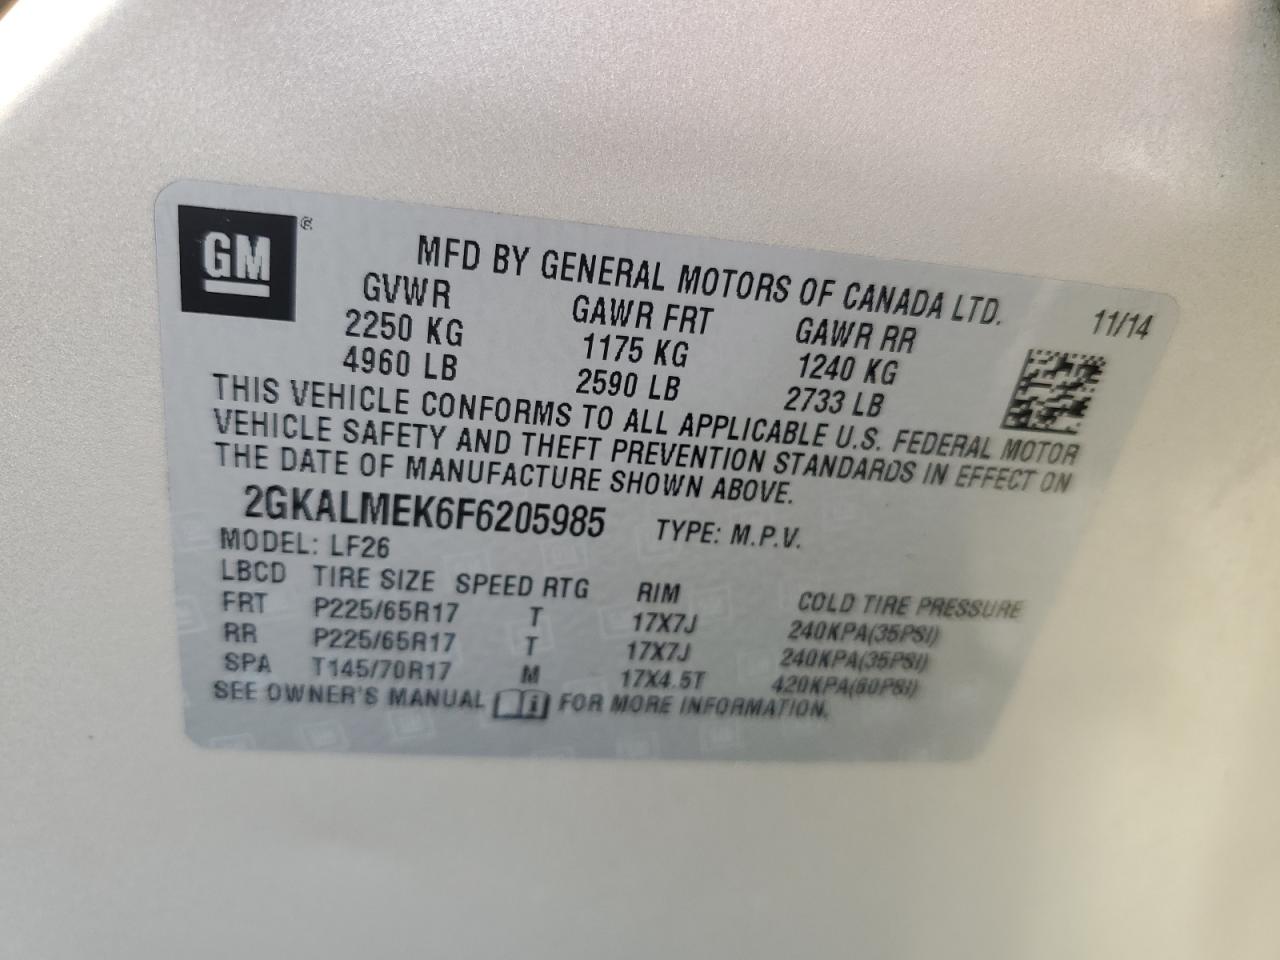 GM ®
MFD BY GENERAL MOTORS OF CANADA LTD.
11/14
GVWR GAWR FRT GAWR RR
2250 KG 1175 KG 1240 KG
4960 LB 2590 LB 2733 LB
THIS VEHICLE CONFORMS TO ALL APPLICABLE U.S. FEDERAL MOTOR
VEHICLE SAFETY AND THEFT PREVENTION STANDARDS IN EFFECT ON
THE DATE OF MANUFACTURE SHOWN ABOVE.
2GKALMEK6F6205985 TYPE: M.P.V.
MODEL: LF26
LBCD TIRE SIZE SPEED RTG RIM COLD TIRE PRESSURE
FRT P225/65R17 T 17X7J 240KPA(35PSI)
RR P225/65R17 T 17X7J 240KPA(35PSI)
SPA T145/70R17 M 17X4.5T 420KPA(60PSI)
SEE OWNER'S MANUAL i FOR MORE INFORMATION.